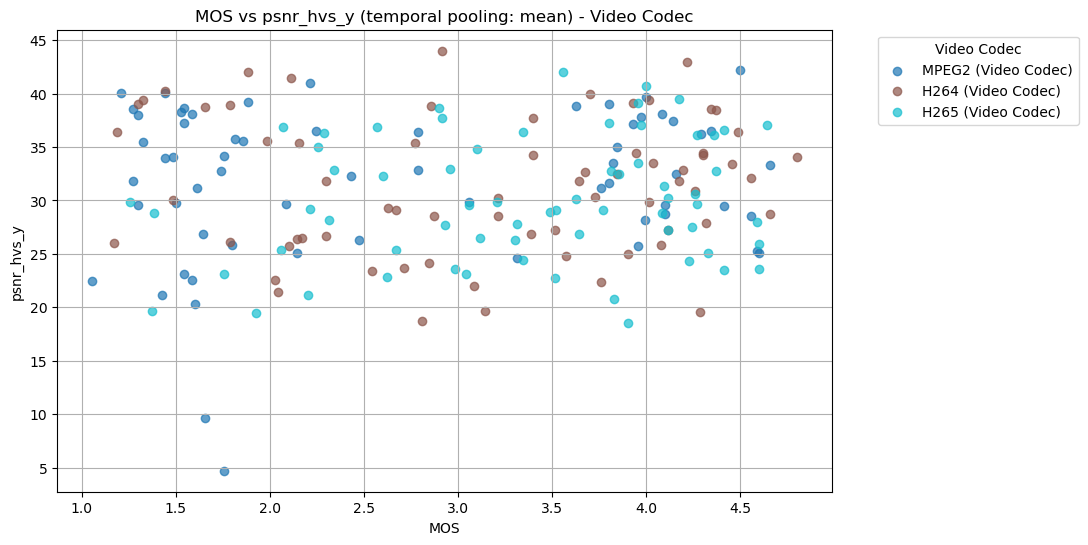 MOS vs psnr_hvs_y (temporal pooling: mean) - Video Codec
psnr_hvs_y
45
40
35
30
25
20
15
10
5
1.0 1.5 2.0 2.5 3.0 3.5 4.0 4.5
MOS
Video Codec
MPEG2 (Video Codec)
H264 (Video Codec)
H265 (Video Codec)